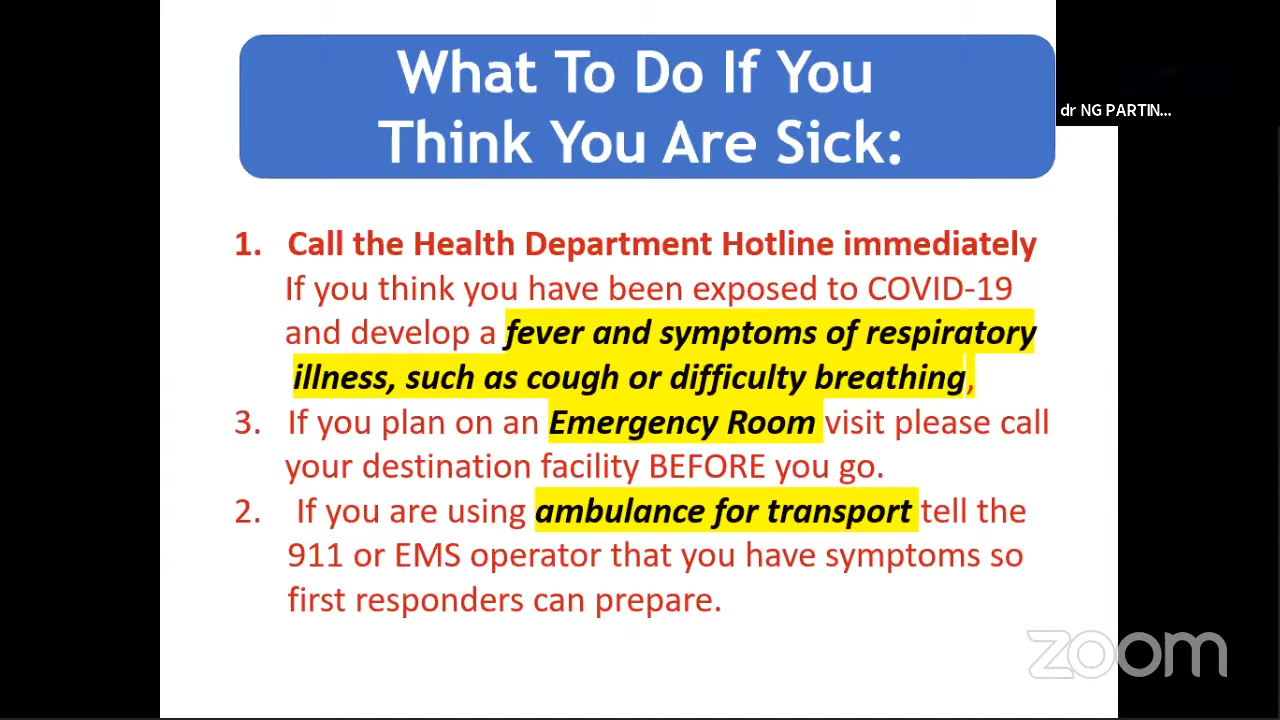 What To Do If You
Think You Are Sick:
dr NG PARTIN...
1. Call the Health Department Hotline immediately
If you think you have been exposed to COVID-19
and develop a fever and symptoms of respiratory
illness, such as cough or difficulty breathing,
3. If you plan on an Emergency Room visit please call
your destination facility BEFORE you go.
2. If you are using ambulance for transport tell the
911 or EMS operator that you have symptoms so
first responders can prepare.
zoom